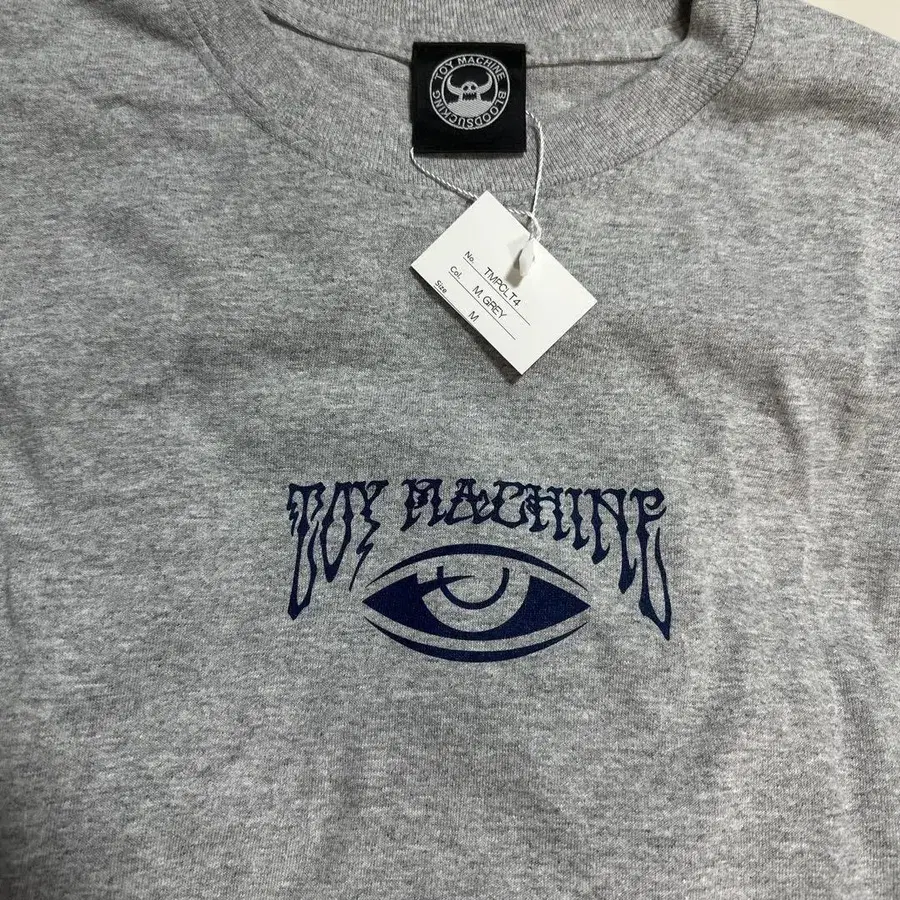 TOY MACHINE BLOODSUCKING
No. TMPCLT4
Col. M. GREY
Size M
TOY MACHINE